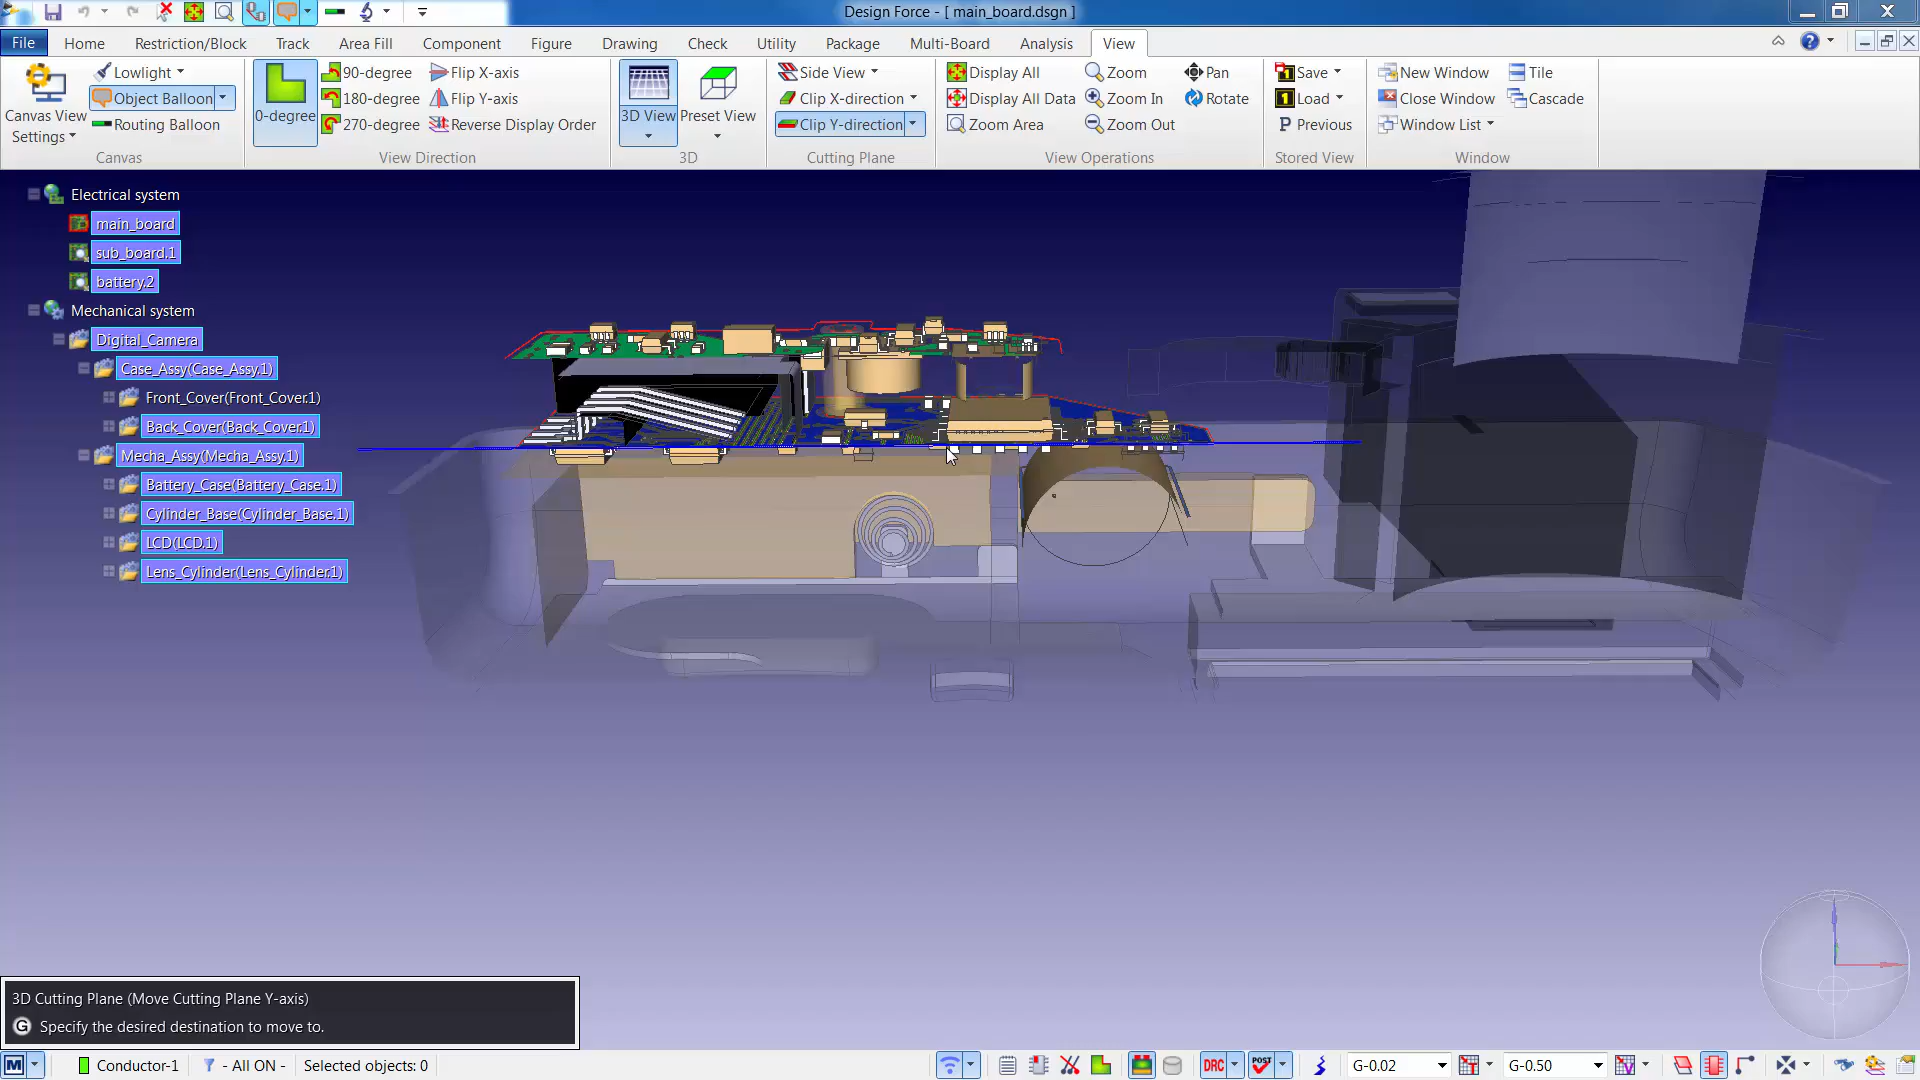 Design Force - [ main_board.dsgn ]
File Home Restriction/Block Track Area Fill Component Figure Drawing Check Utility Package Multi-Board Analysis View
Canvas View Settings
Lowlight
Object Balloon
Routing Balloon
Canvas
0-degree
90-degree
180-degree
270-degree
Flip X-axis
Flip Y-axis
Reverse Display Order
View Direction
3D View
Preset View
3D
Side View
Clip X-direction
Clip Y-direction
Cutting Plane
Display All
Display All Data
Zoom Area
Zoom
Zoom In
Zoom Out
Pan
Rotate
View Operations
Save
Load
Previous
Stored View
New Window
Close Window
Window List
Tile
Cascade
Window
Electrical system
main_board
sub_board.1
battery.2
Mechanical system
Digital_Camera
Case_Assy(Case_Assy.1)
Front_Cover(Front_Cover.1)
Back_Cover(Back_Cover.1)
Mecha_Assy(Mecha_Assy.1)
Battery_Case(Battery_Case.1)
Cylinder_Base(Cylinder_Base.1)
LCD(LCD.1)
Lens_Cylinder(Lens_Cylinder.1)
3D Cutting Plane (Move Cutting Plane Y-axis)
G Specify the desired destination to move to.
M Conductor-1 - All ON - Selected objects: 0 DRC POST G-0.02 G-0.50